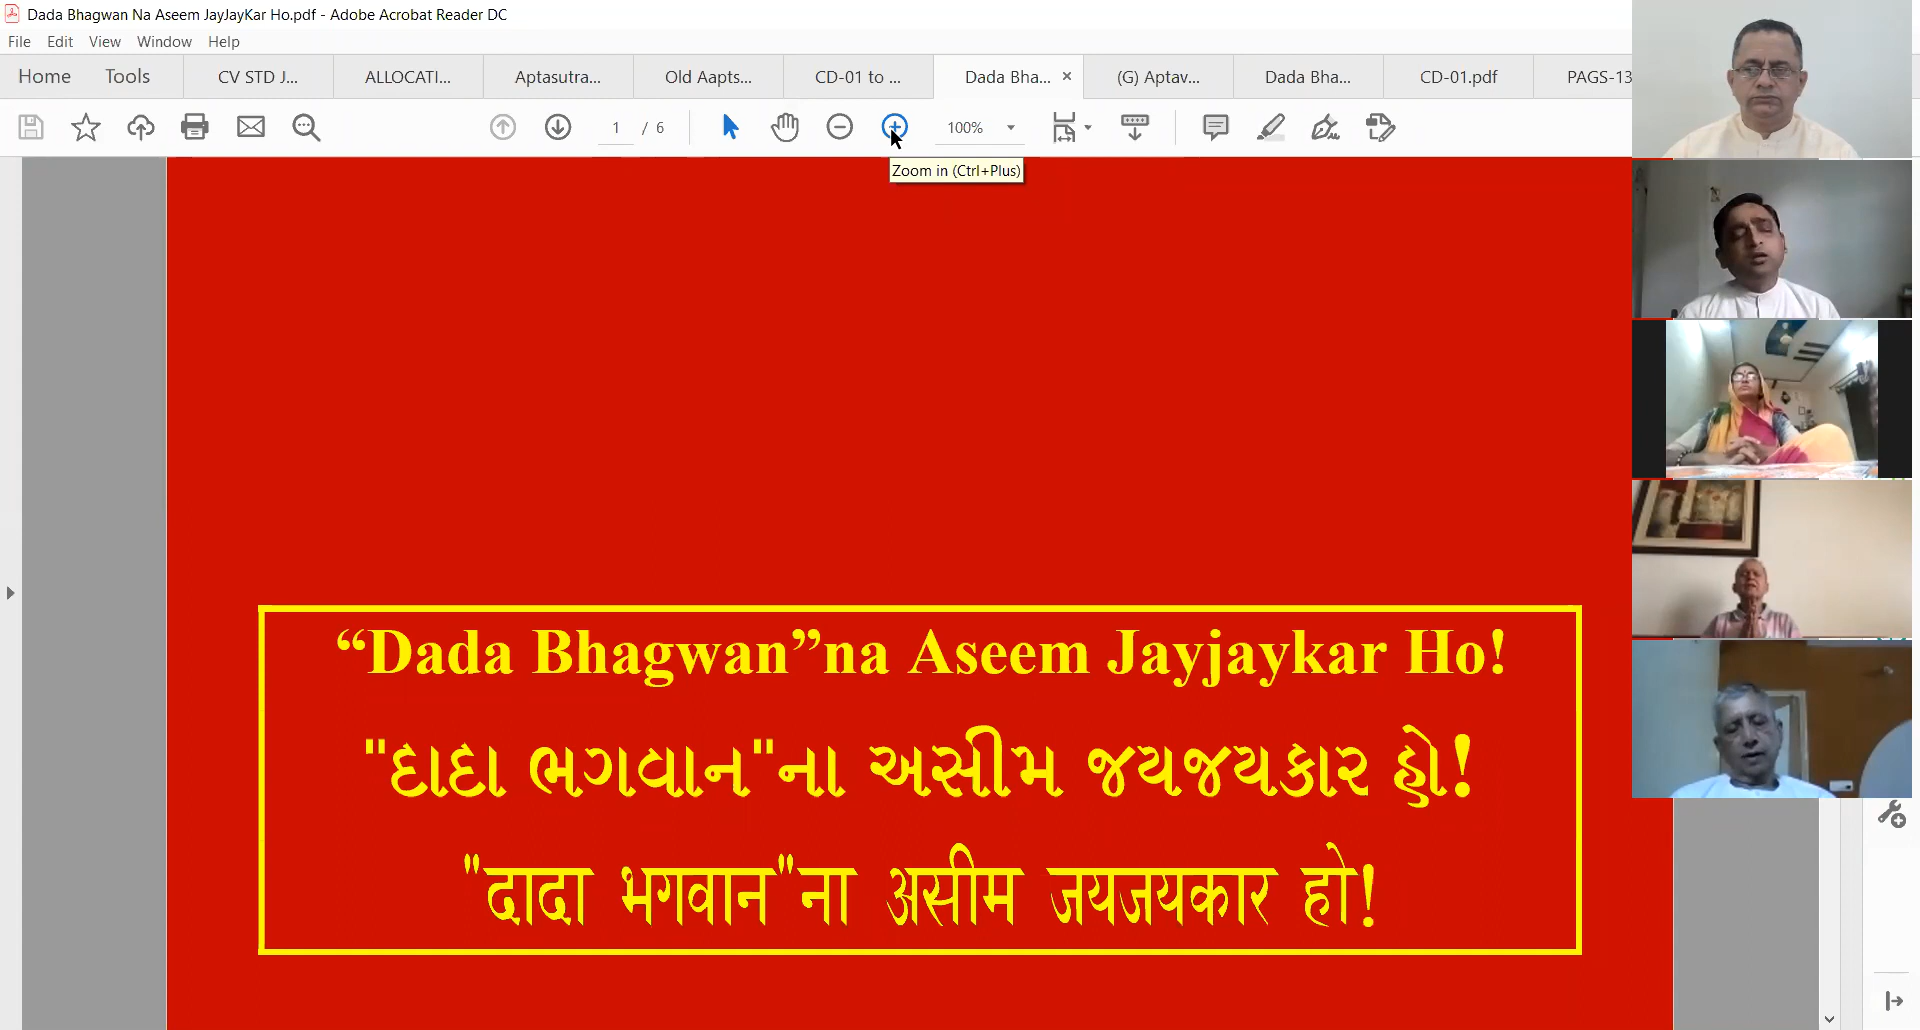 Dada Bhagwan Na Aseem JayJayKar Ho.pdf - Adobe Acrobat Reader DC
File Edit View Window Help
Home Tools CV STD J... ALLOCATI... Aptasutra... Old Aapts... CD-01 to ... Dada Bha... × (G) Aptav... Dada Bha... CD-01.pdf PAGS-13
1 / 6 100%
Zoom in (Ctrl+Plus)
“Dada Bhagwan”na Aseem Jayjaykar Ho!
"દાદા ભગવાન"ના અસીમ જયજયકાર હો!
"दादा भगवान"ना असीम जयजयकार हो!